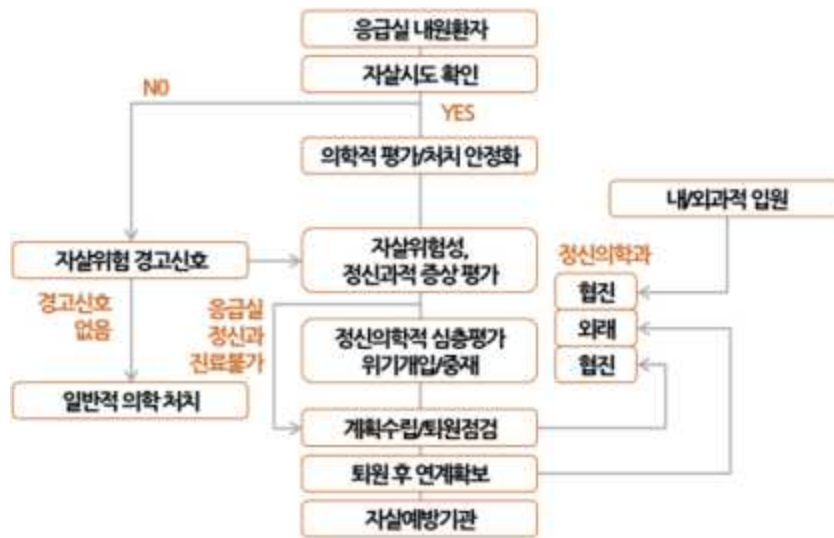 응급실 내원환자
자살시도 확인
NO
YES
의학적 평가/처치 안정화
내/외과적 입원
자살위험 경고신호
자살위험성,
정신과적 증상 평가
정신의학과
협진
외래
협진
경고신호
없음
응급실
정신과
진료불가
정신의학적 심층평가
위기개입/중재
일반적 의학 처치
계획수립/퇴원점검
퇴원 후 연계확보
자살예방기관